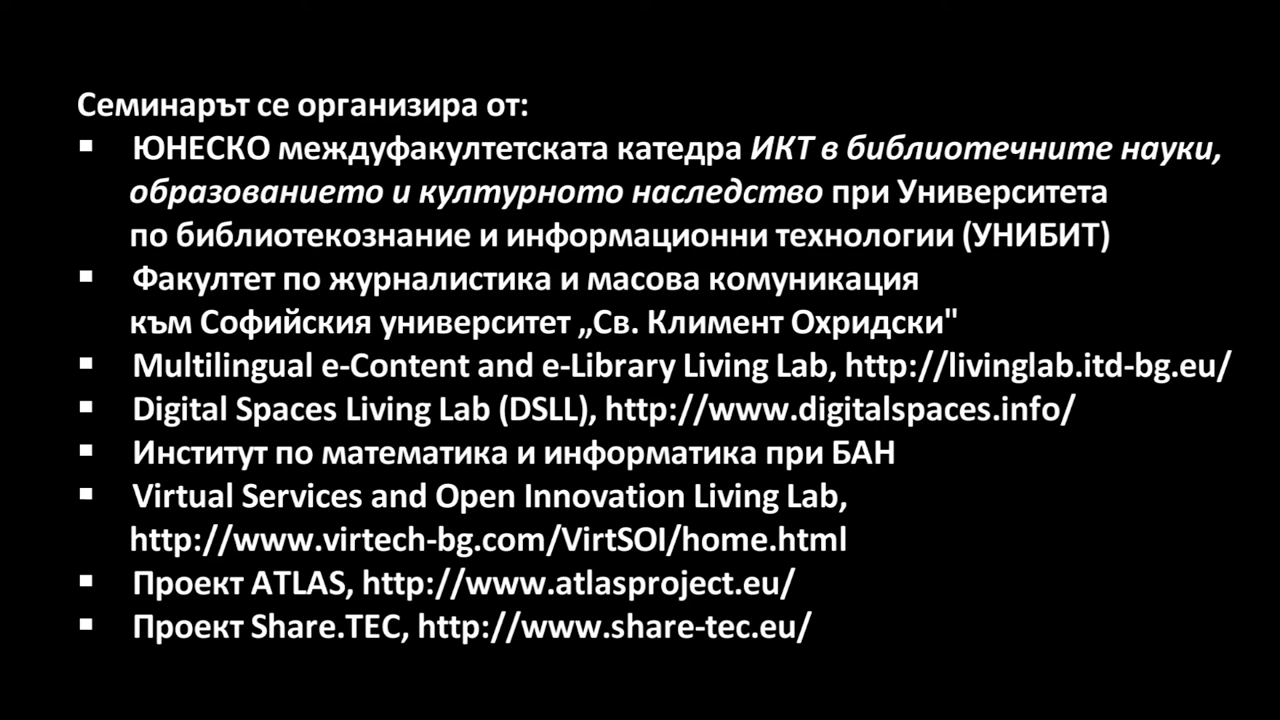 Семинарът се организира от:
▪ ЮНЕСКО междуфакултетската катедра ИКТ в библиотечните науки,
образованието и културното наследство при Университета
по библиотекознание и информационни технологии (УНИБИТ)
▪ Факултет по журналистика и масова комуникация
към Софийския университет „Св. Климент Охридски"
▪ Multilingual e-Content and e-Library Living Lab, http://livinglab.itd-bg.eu/
▪ Digital Spaces Living Lab (DSLL), http://www.digitalspaces.info/
▪ Институт по математика и информатика при БАН
▪ Virtual Services and Open Innovation Living Lab,
http://www.virtech-bg.com/VirtSOI/home.html
▪ Проект ATLAS, http://www.atlasproject.eu/
▪ Проект Share.TEC, http://www.share-tec.eu/